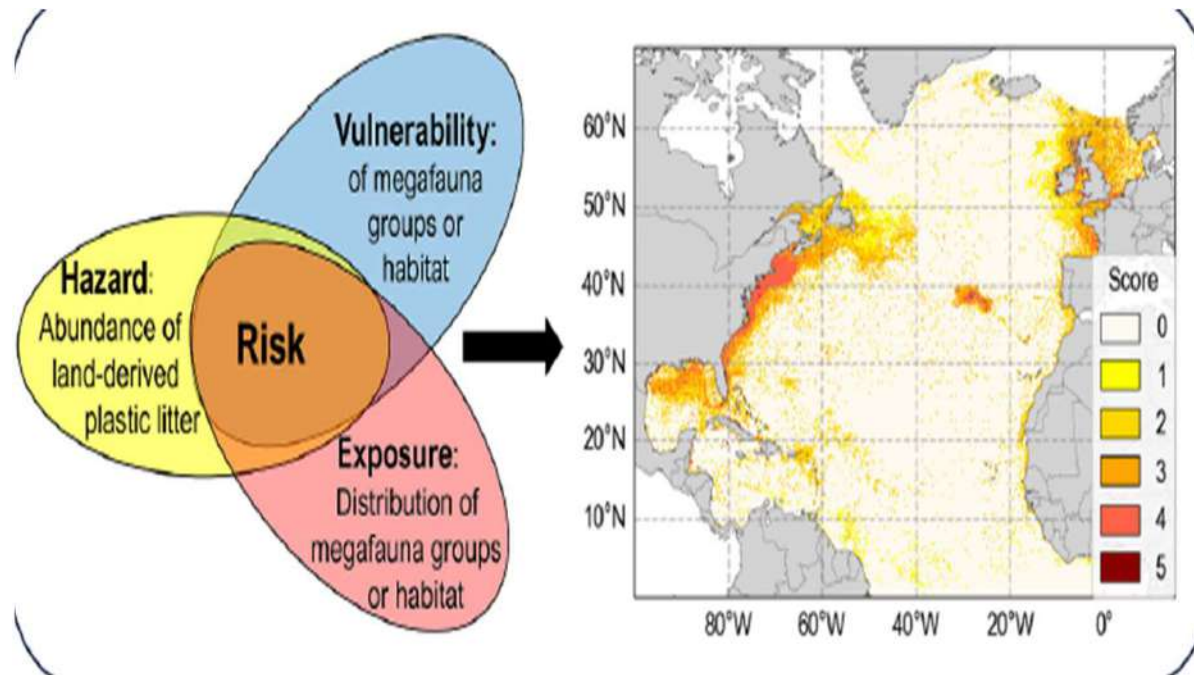 Vulnerability:
of megafauna
groups or
habitat
Hazard:
Abundance of
land-derived
plastic litter
Risk
Exposure:
Distribution of
megafauna groups
or habitat
60°N
50°N
40°N
30°N
20°N
10°N
80°W 60°W 40°W 20°W 0°
Score
0
1
2
3
4
5